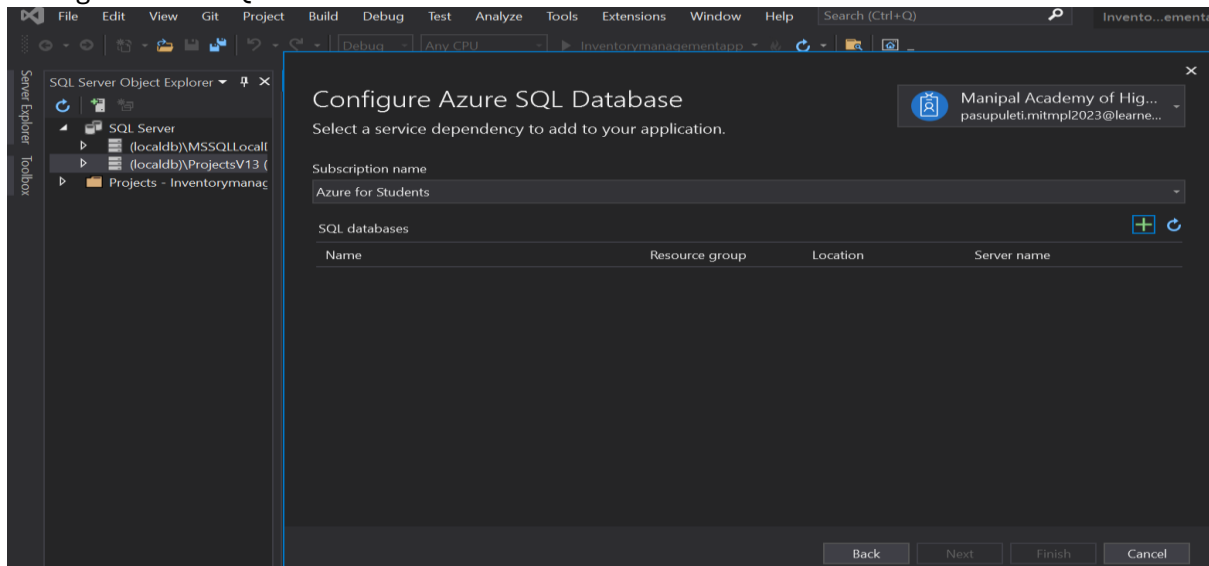 File Edit View Git Project Build Debug Test Analyze Tools Extensions Window Help Search (Ctrl+Q) Invento...ementa
Debug Any CPU Inventorymanagementapp
Server Explorer
Toolbox
SQL Server Object Explorer
SQL Server
(localdb)\MSSQLLocall
(localdb)\ProjectsV13 (
Projects - Inventorymanag
Configure Azure SQL Database
Select a service dependency to add to your application.
Manipal Academy of Hig...
pasupuleti.mitmpl2023@learne...
Subscription name
Azure for Students
SQL databases
Name Resource group Location Server name
Back Next Finish Cancel